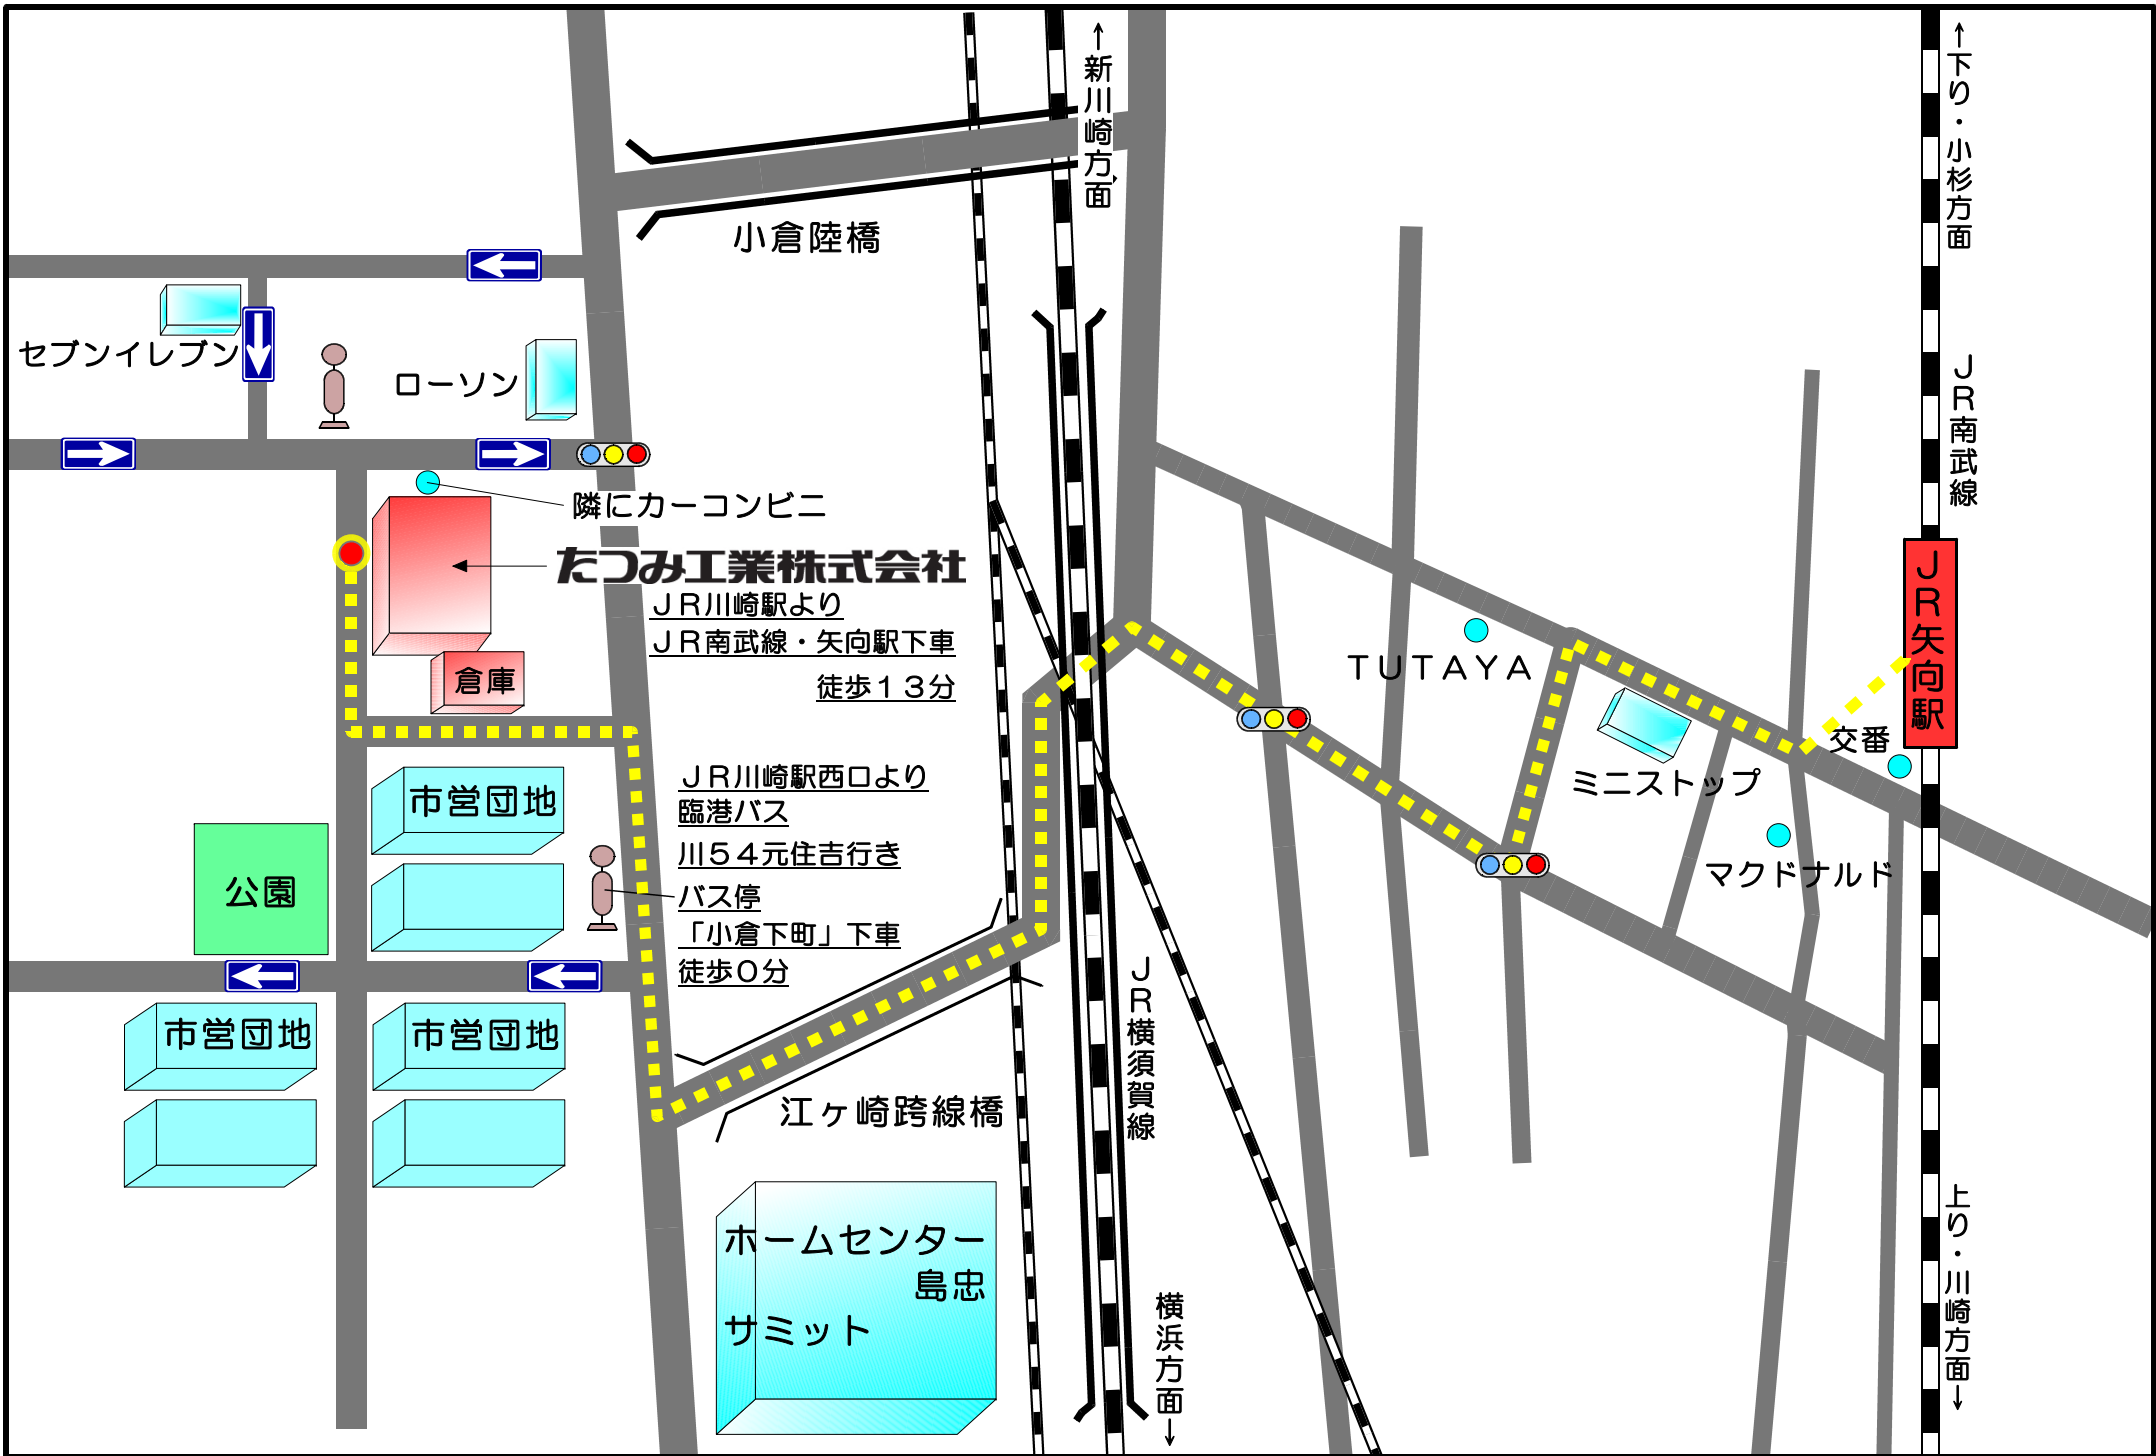 ↑新川崎方面
↑下り・小杉方面
小倉陸橋
セブンイレブン
ローソン
JR南武線
隣にカーコンビニ
たつみ工業株式会社
JR川崎駅より
JR南武線・矢向駅下車
徒歩13分
倉庫
TUTAYA
JR矢向駅
交番
ミニストップ
マクドナルド
JR川崎駅西口より
臨港バス
川54元住吉行き
バス停
「小倉下町」下車
徒歩0分
市営団地
公園
市営団地
市営団地
JR横須賀線
江ヶ崎跨線橋
ホームセンター
島忠
サミット
横浜方面→
上り・川崎方面→